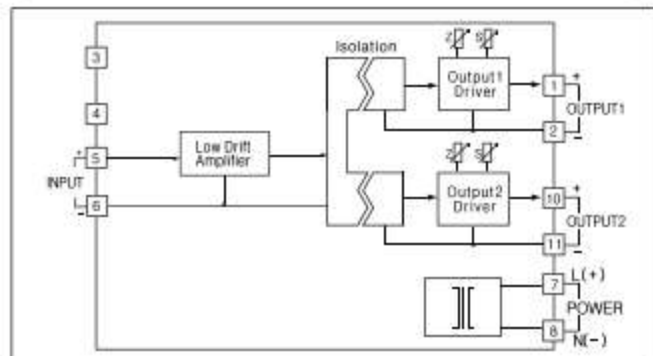 Isolation
3
4
+
5
INPUT
-
6
Low Drift
Amplifier
Z
S
Output1
Driver
1
+
OUTPUT1
2
-
Z
S
Output2
Driver
10
+
OUTPUT2
11
-
7
L(+)
POWER
8
N(-)